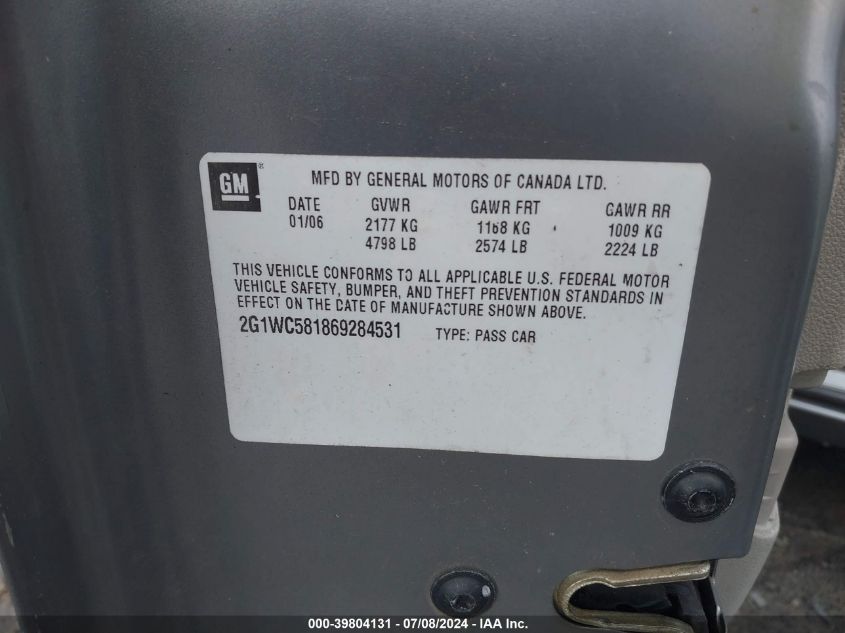 GM®
MFD BY GENERAL MOTORS OF CANADA LTD.
DATE GVWR GAWR FRT GAWR RR
01/06 2177 KG 1168 KG 1009 KG
4798 LB 2574 LB 2224 LB
THIS VEHICLE CONFORMS TO ALL APPLICABLE U.S. FEDERAL MOTOR
VEHICLE SAFETY, BUMPER, AND THEFT PREVENTION STANDARDS IN
EFFECT ON THE DATE OF MANUFACTURE SHOWN ABOVE.
2G1WC581869284531 TYPE: PASS CAR
000-39804131 - 07/08/2024 - IAA Inc.